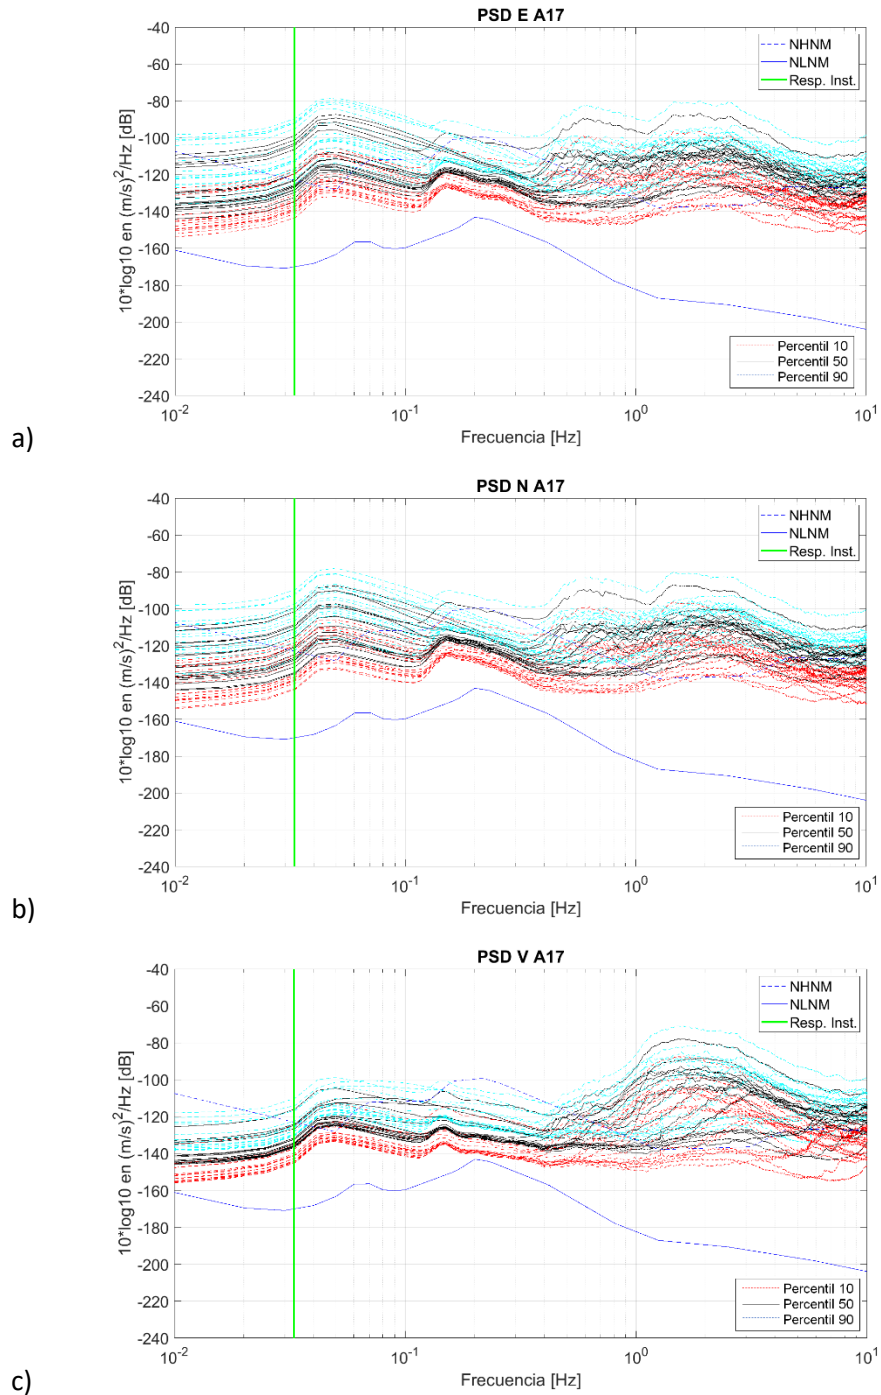 PSD E A17
10*log10 en (m/s)²/Hz [dB]
-40
-60
-80
-100
-120
-140
-160
-180
-200
-220
-240
NHNM
NLNM
Resp. Inst.
Percentil 10
Percentil 50
Percentil 90
10⁻² 10⁻¹ 10⁰ 10¹
Frecuencia [Hz]
a)
PSD N A17
10*log10 en (m/s)²/Hz [dB]
-40
-60
-80
-100
-120
-140
-160
-180
-200
-220
-240
NHNM
NLNM
Resp. Inst.
Percentil 10
Percentil 50
Percentil 90
10⁻² 10⁻¹ 10⁰ 10¹
Frecuencia [Hz]
b)
PSD V A17
10*log10 en (m/s)²/Hz [dB]
-40
-60
-80
-100
-120
-140
-160
-180
-200
-220
-240
NHNM
NLNM
Resp. Inst.
Percentil 10
Percentil 50
Percentil 90
10⁻² 10⁻¹ 10⁰ 10¹
Frecuencia [Hz]
c)